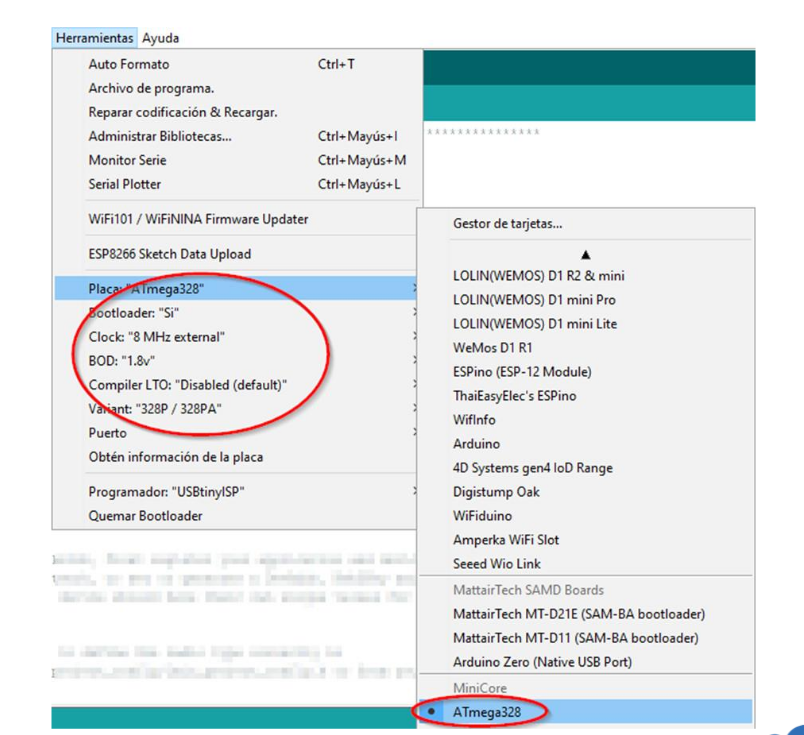 Herramientas Ayuda
Auto Formato Ctrl+T
Archivo de programa.
Reparar codificación & Recargar.
Administrar Bibliotecas... Ctrl+Mayús+I
Monitor Serie Ctrl+Mayús+M
Serial Plotter Ctrl+Mayús+L
WiFi101 / WiFiNINA Firmware Updater
ESP8266 Sketch Data Upload
Placa: "ATmega328"
Bootloader: "Si"
Clock: "8 MHz external"
BOD: "1.8v"
Compiler LTO: "Disabled (default)"
Variant: "328P / 328PA"
Puerto
Obtén información de la placa
Programador: "USBtinyISP"
Quemar Bootloader
Gestor de tarjetas...
LOLIN(WEMOS) D1 R2 & mini
LOLIN(WEMOS) D1 mini Pro
LOLIN(WEMOS) D1 mini Lite
WeMos D1 R1
ESPino (ESP-12 Module)
ThaiEasyElec's ESPino
WifInfo
Arduino
4D Systems gen4 IoD Range
Digistump Oak
WiFiduino
Amperka WiFi Slot
Seeed Wio Link
MattairTech SAMD Boards
MattairTech MT-D21E (SAM-BA bootloader)
MattairTech MT-D11 (SAM-BA bootloader)
Arduino Zero (Native USB Port)
MiniCore
ATmega328